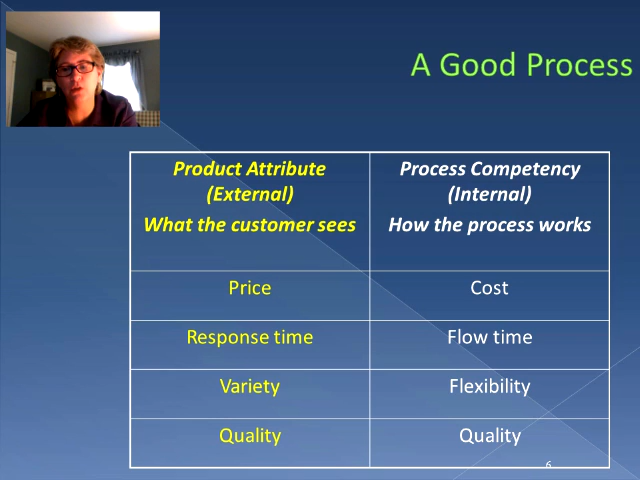 A Good Process
Product Attribute
(External)
What the customer sees
Process Competency
(Internal)
How the process works
Price
Cost
Response time
Flow time
Variety
Flexibility
Quality
Quality
6